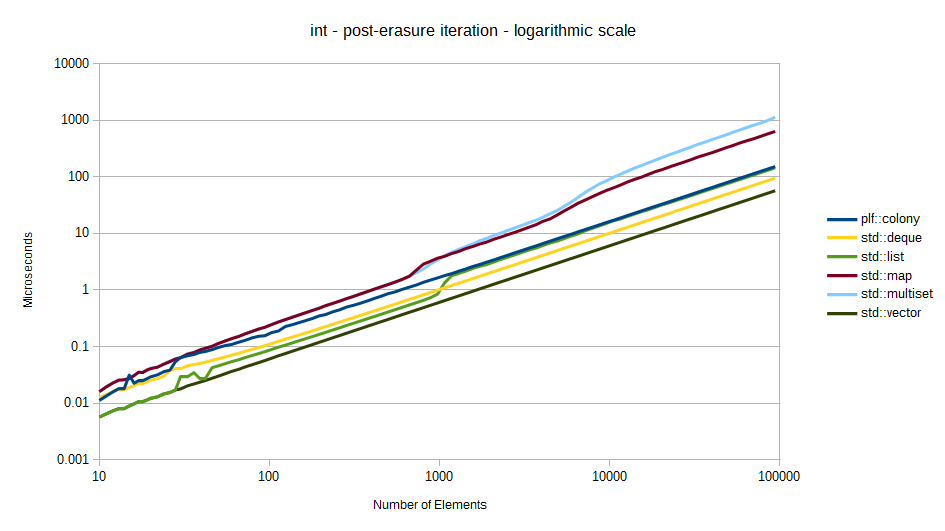 int - post-erasure iteration - logarithmic scale
10000
1000
100
10
1
0.1
0.01
0.001
Microseconds
10
100
1000
10000
100000
Number of Elements
plf::colony
std::deque
std::list
std::map
std::multiset
std::vector